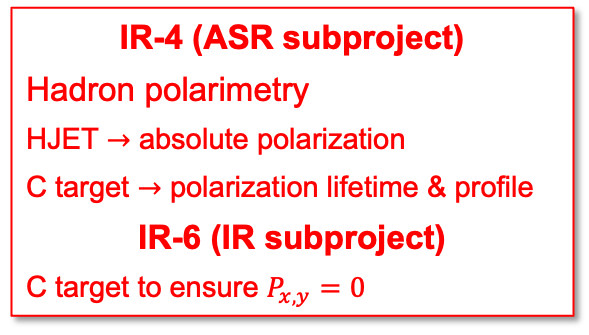 IR-4 (ASR subproject)
Hadron polarimetry
HJET → absolute polarization
C target → polarization lifetime & profile
IR-6 (IR subproject)
C target to ensure $P_{x,y} = 0$